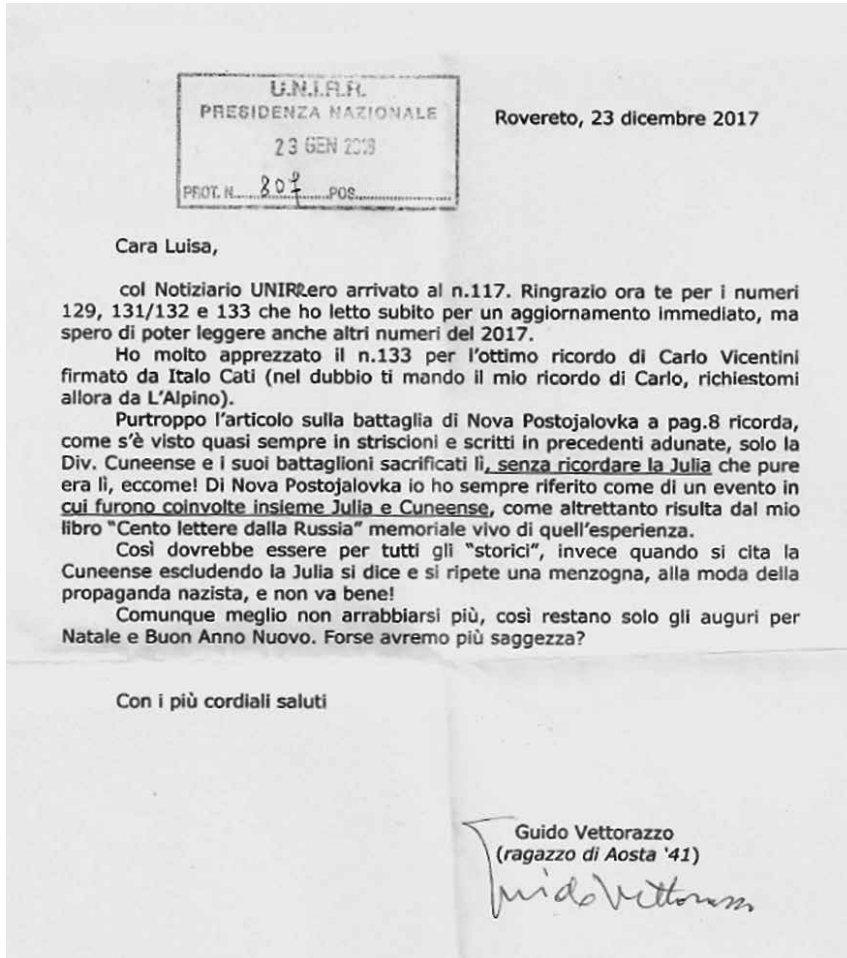 U.N.I.R.R.
PRESIDENZA NAZIONALE
23 GEN 2018
PROT. N. 807 POS.
Rovereto, 23 dicembre 2017
Cara Luisa,
col Notiziario UNIRR ero arrivato al n.117. Ringrazio ora te per i numeri
129, 131/132 e 133 che ho letto subito per un aggiornamento immediato, ma
spero di poter leggere anche altri numeri del 2017.
Ho molto apprezzato il n.133 per l'ottimo ricordo di Carlo Vicentini
firmato da Italo Cati (nel dubbio ti mando il mio ricordo di Carlo, richiestomi
allora da L'Alpino).
Purtroppo l'articolo sulla battaglia di Nova Postojalovka a pag.8 ricorda,
come s'è visto quasi sempre in striscioni e scritti in precedenti adunate, solo la
Div. Cuneense e i suoi battaglioni sacrificati lì, senza ricordare la Julia che pure
era lì, eccome! Di Nova Postojalovka io ho sempre riferito come di un evento in
cui furono coinvolte insieme Julia e Cuneense, come altrettanto risulta dal mio
libro "Cento lettere dalla Russia" memoriale vivo di quell'esperienza.
Così dovrebbe essere per tutti gli "storici", invece quando si cita la
Cuneense escludendo la Julia si dice e si ripete una menzogna, alla moda della
propaganda nazista, e non va bene!
Comunque meglio non arrabbiarsi più, così restano solo gli auguri per
Natale e Buon Anno Nuovo. Forse avremo più saggezza?
Con i più cordiali saluti
Guido Vettorazzo
(ragazzo di Aosta '41)
Guido Vettorazzo